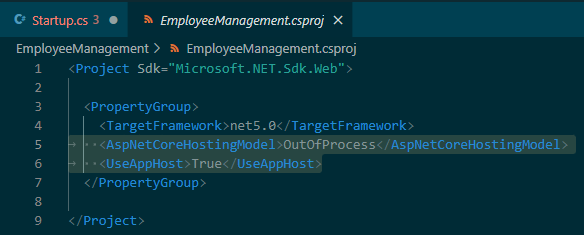 Startup.cs 3
EmployeeManagement.csproj
EmployeeManagement > EmployeeManagement.csproj
1 <Project Sdk="Microsoft.NET.Sdk.Web">
2
3 <PropertyGroup>
4 <TargetFramework>net5.0</TargetFramework>
5 <AspNetCoreHostingModel>OutOfProcess</AspNetCoreHostingModel>
6 <UseAppHost>True</UseAppHost>
7 </PropertyGroup>
8
9 </Project>